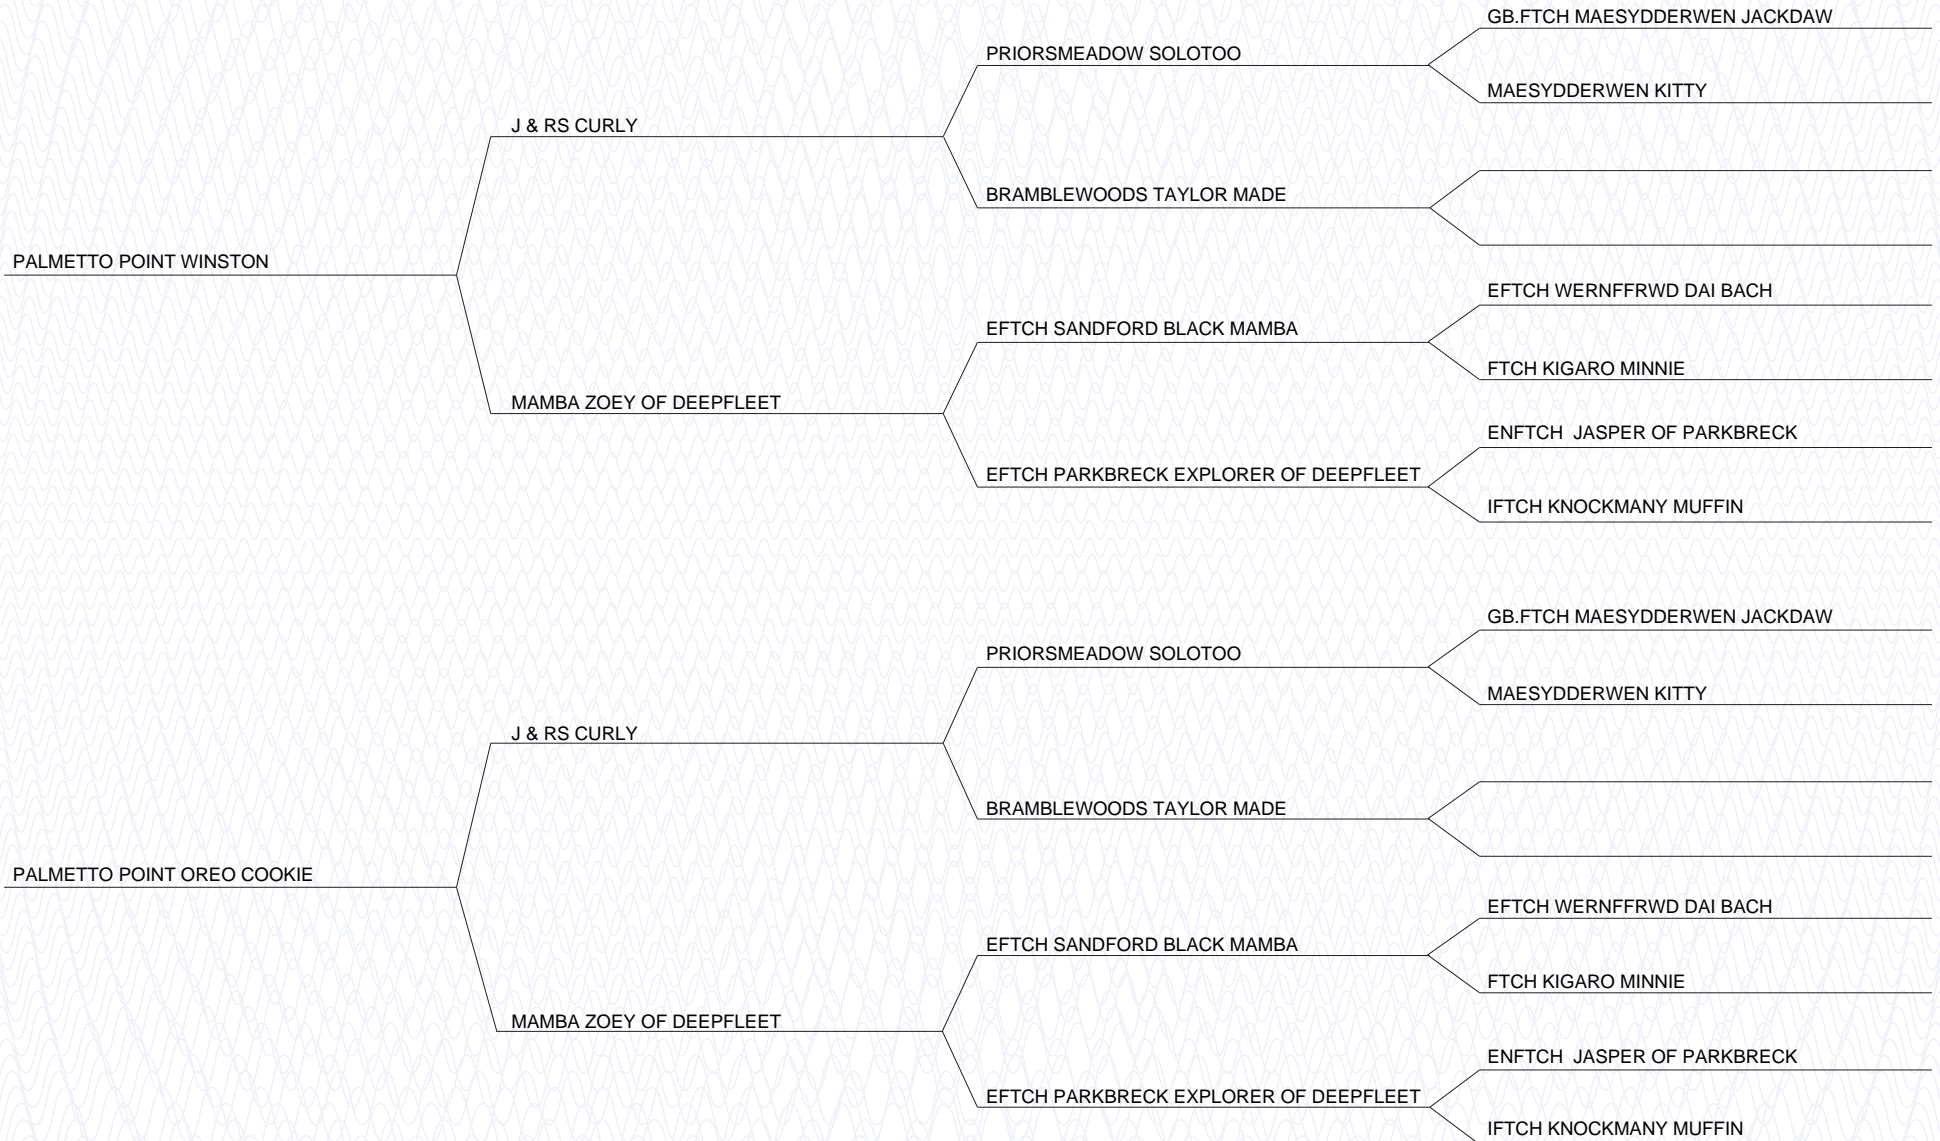 GB.FTCH MAESYDDERWEN JACKDAW
PRIORSMEADOW SOLOTOO
MAESYDDERWEN KITTY
J & RS CURLY
BRAMBLEWOODS TAYLOR MADE
PALMETTO POINT WINSTON
EFTCH WERNFFRWD DAI BACH
EFTCH SANDFORD BLACK MAMBA
FTCH KIGARO MINNIE
MAMBA ZOEY OF DEEPFLEET
ENFTCH  JASPER OF PARKBRECK
EFTCH PARKBRECK EXPLORER OF DEEPFLEET
IFTCH KNOCKMANY MUFFIN
GB.FTCH MAESYDDERWEN JACKDAW
PRIORSMEADOW SOLOTOO
MAESYDDERWEN KITTY
J & RS CURLY
BRAMBLEWOODS TAYLOR MADE
PALMETTO POINT OREO COOKIE
EFTCH WERNFFRWD DAI BACH
EFTCH SANDFORD BLACK MAMBA
FTCH KIGARO MINNIE
MAMBA ZOEY OF DEEPFLEET
ENFTCH  JASPER OF PARKBRECK
EFTCH PARKBRECK EXPLORER OF DEEPFLEET
IFTCH KNOCKMANY MUFFIN